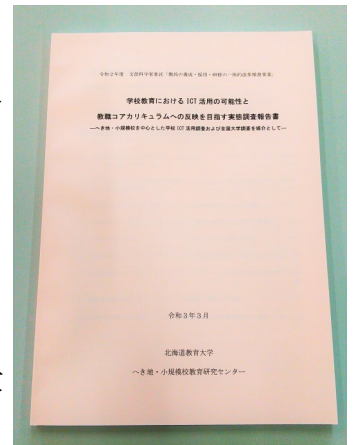 令和２年度　文部科学省委託「教員の養成・採用・研修の一体的改革推進事業」
学校教育における ICT 活用の可能性と
教職コアカリキュラムへの反映を目指す実態調査報告書
―へき地・小規模校を中心とした学校 ICT 活用調査および全国大学調査を媒介として―
令和３年３月
北海道教育大学
へき地・小規模校教育研究センター